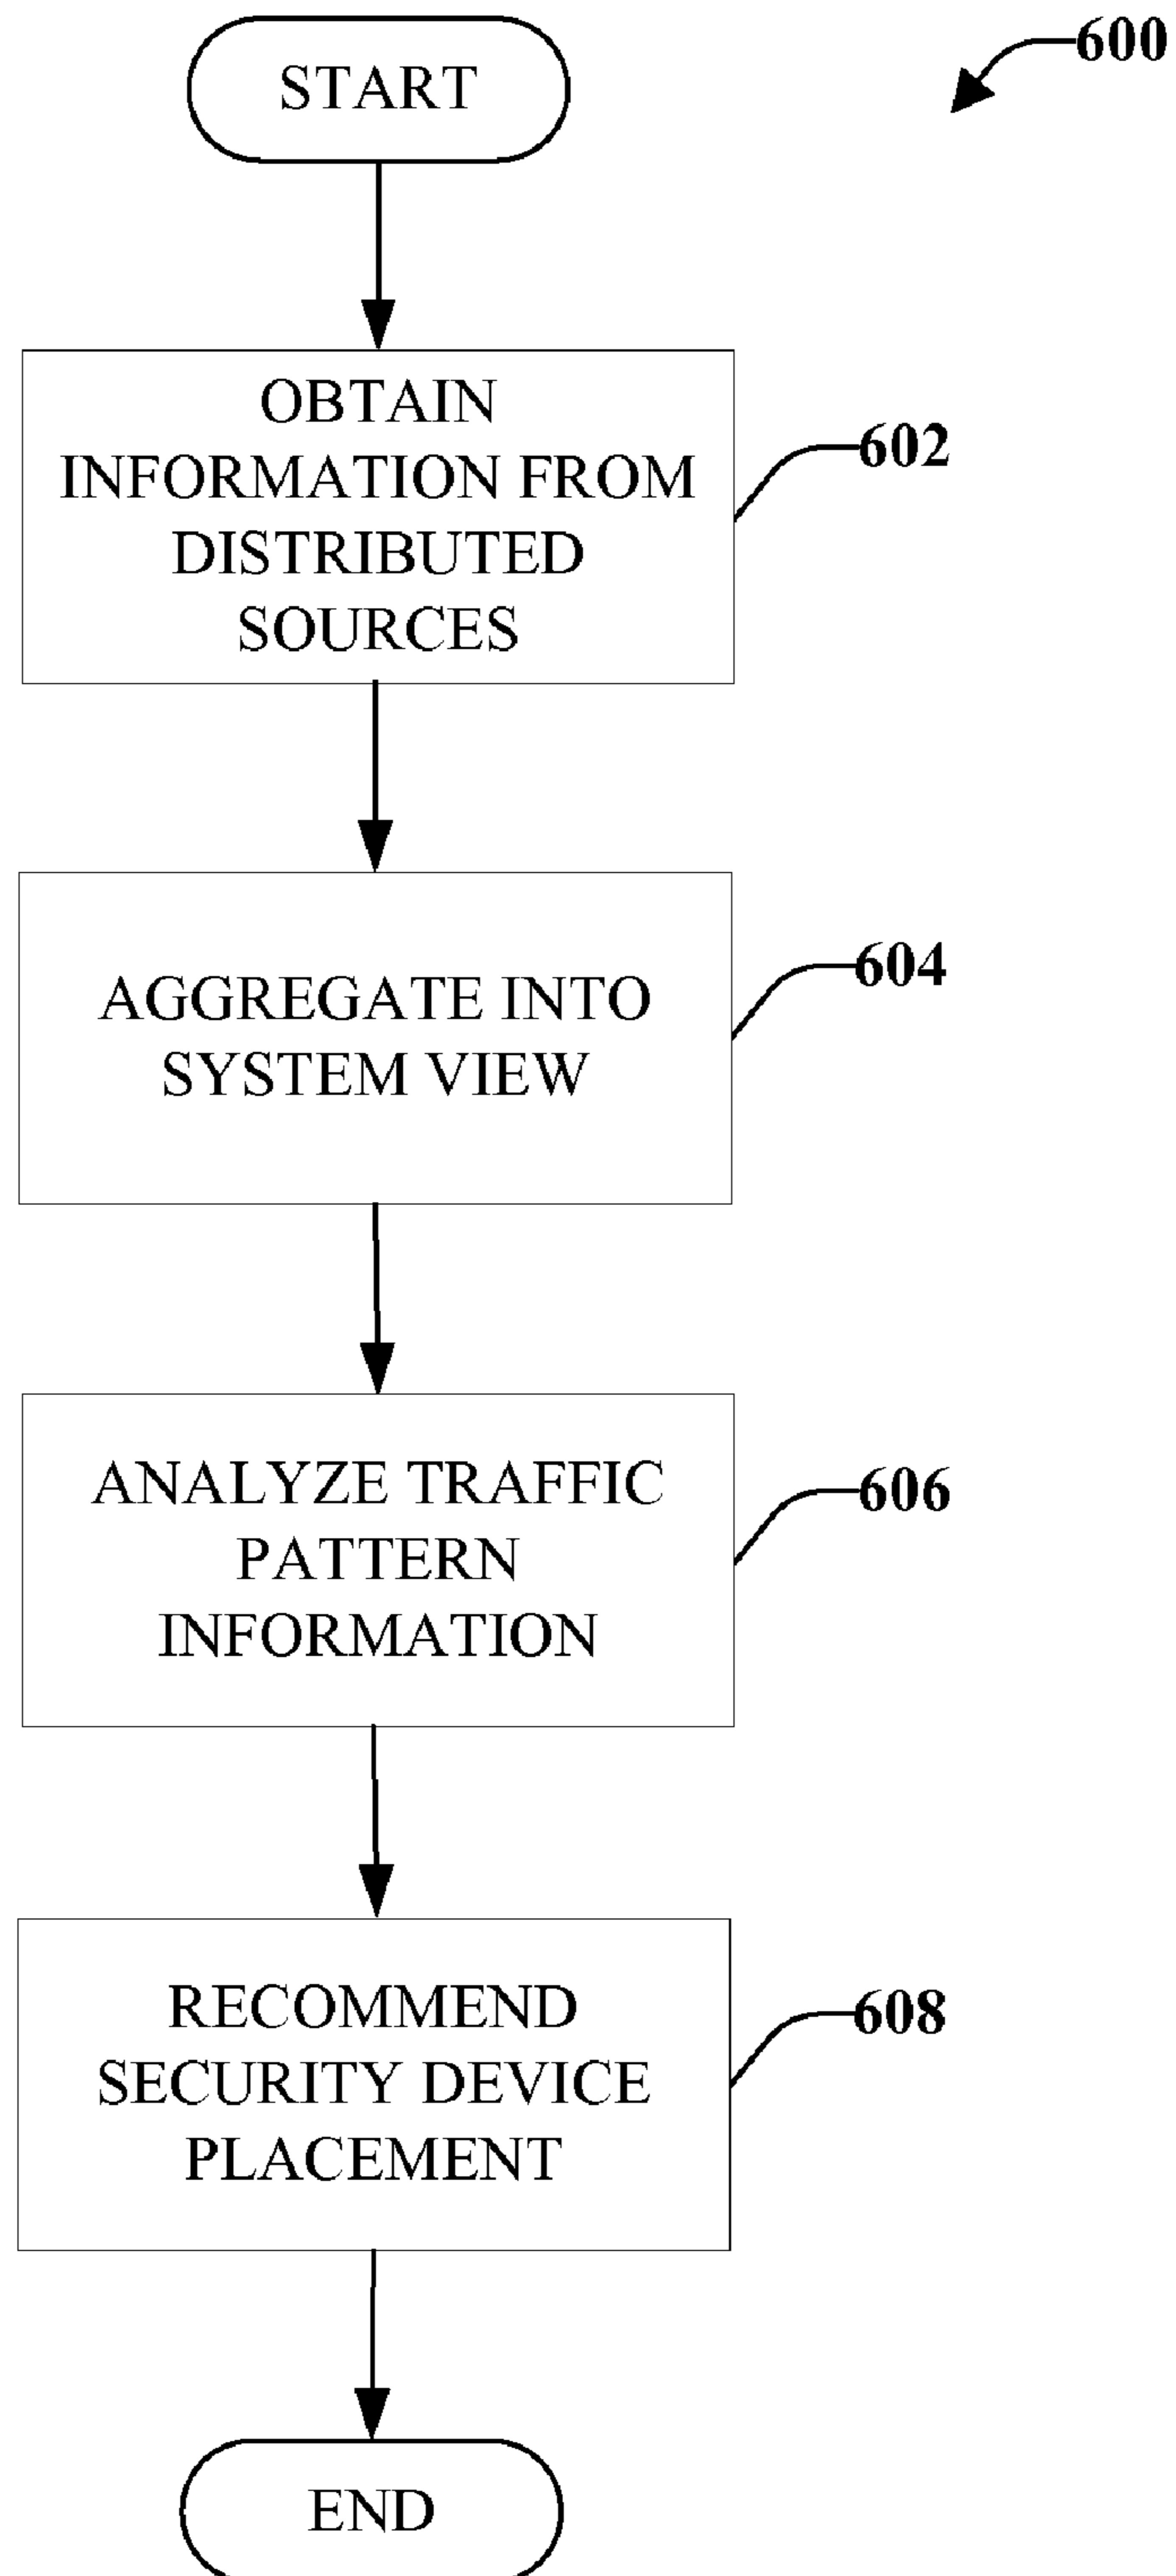 START
600
OBTAIN
INFORMATION FROM
DISTRIBUTED
SOURCES
602
AGGREGATE INTO
SYSTEM VIEW
604
ANALYZE TRAFFIC
PATTERN
INFORMATION
606
RECOMMEND
SECURITY DEVICE
PLACEMENT
608
END